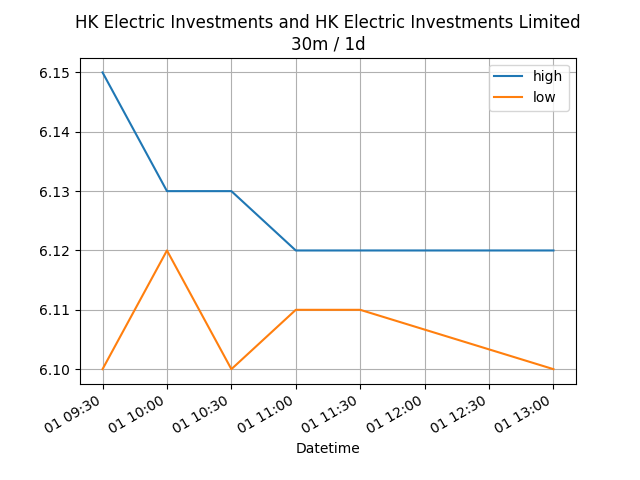 HK Electric Investments and HK Electric Investments Limited
30m / 1d
high
low
6.15
6.14
6.13
6.12
6.11
6.10
01 09:30
01 10:00
01 10:30
01 11:00
01 11:30
01 12:00
01 12:30
01 13:00
Datetime